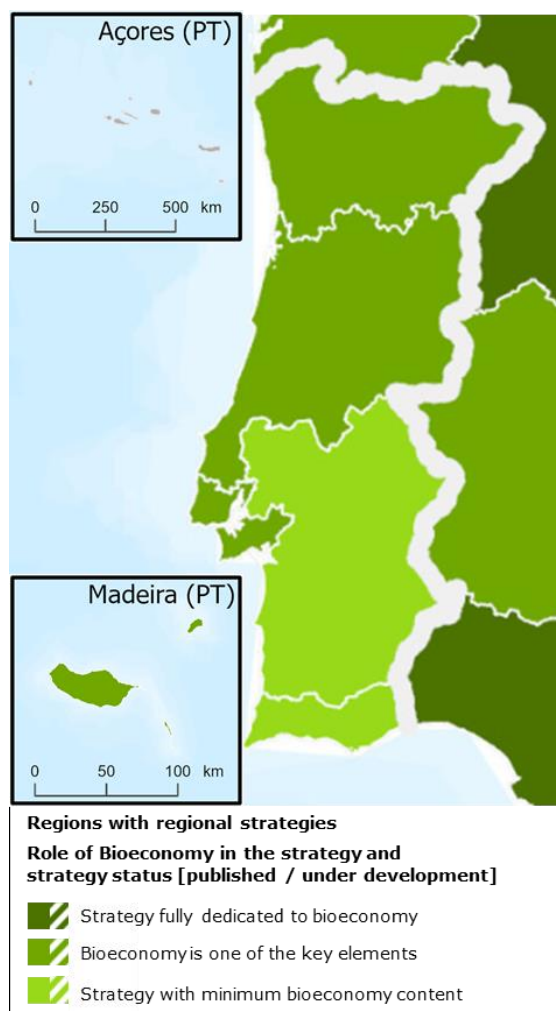 Açores (PT)
0 250 500 km
Madeira (PT)
0 50 100 km
Regions with regional strategies
Role of Bioeconomy in the strategy and
strategy status [published / under development]
Strategy fully dedicated to bioeconomy
Bioeconomy is one of the key elements
Strategy with minimum bioeconomy content